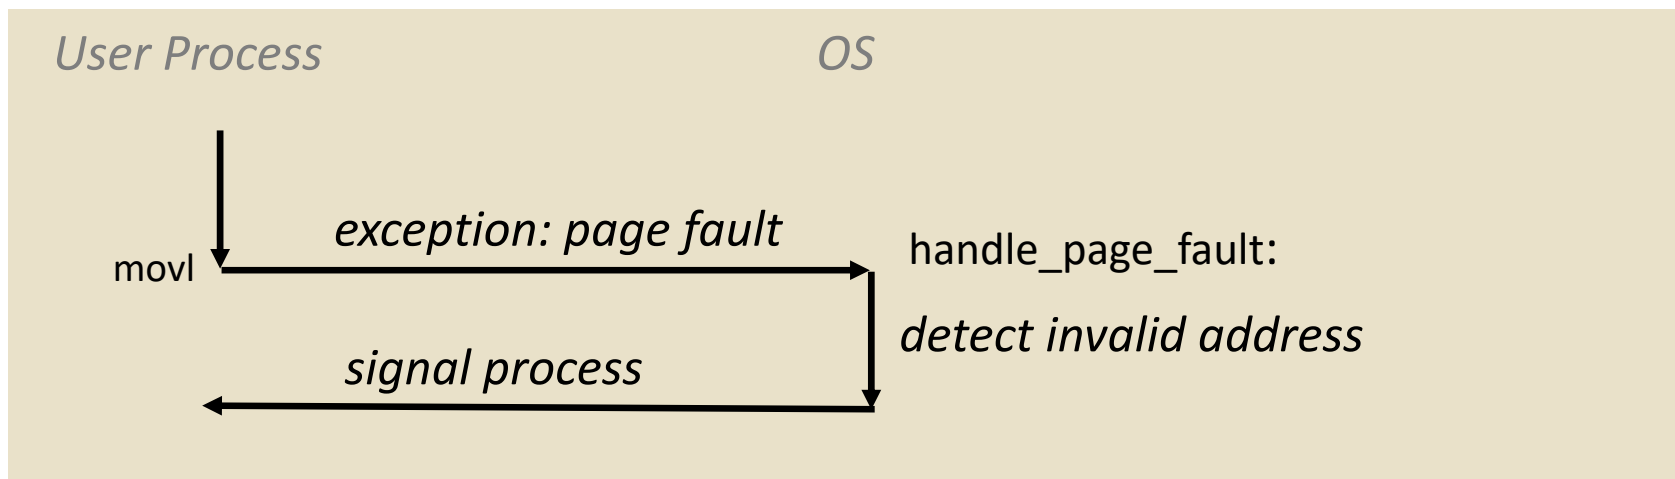 User Process
OS
exception: page fault
handle_page_fault:
movl
detect invalid address
signal process